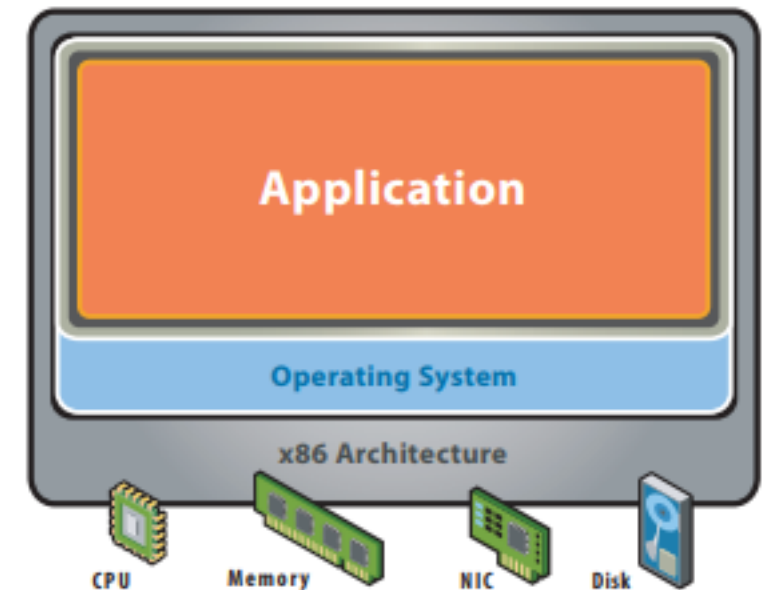 Application
Operating System
x86 Architecture
CPU
Memory
NIC
Disk